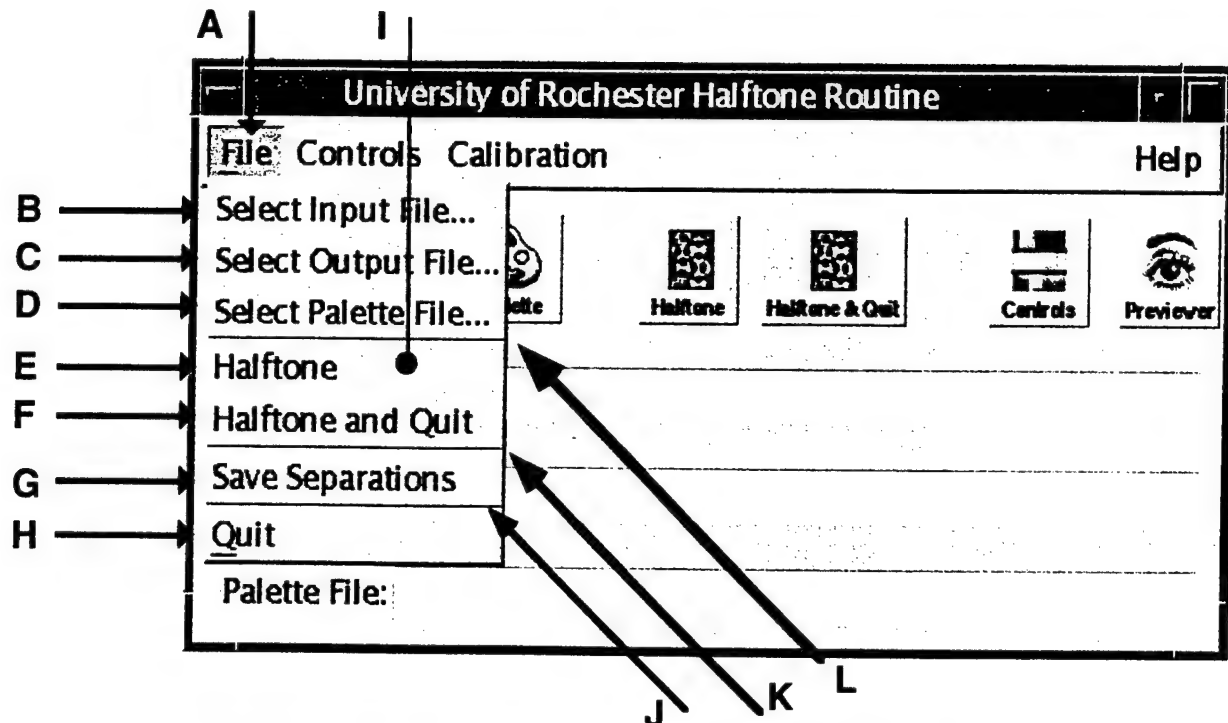 A I
University of Rochester Halftone Routine
File Controls Calibration Help
B Select Input File...
C Select Output File...
D Select Palette File... lette Halftone Halftone & Quit Controls Previewer
E Halftone
F Halftone and Quit
G Save Separations
H Quit
Palette File:
J K L